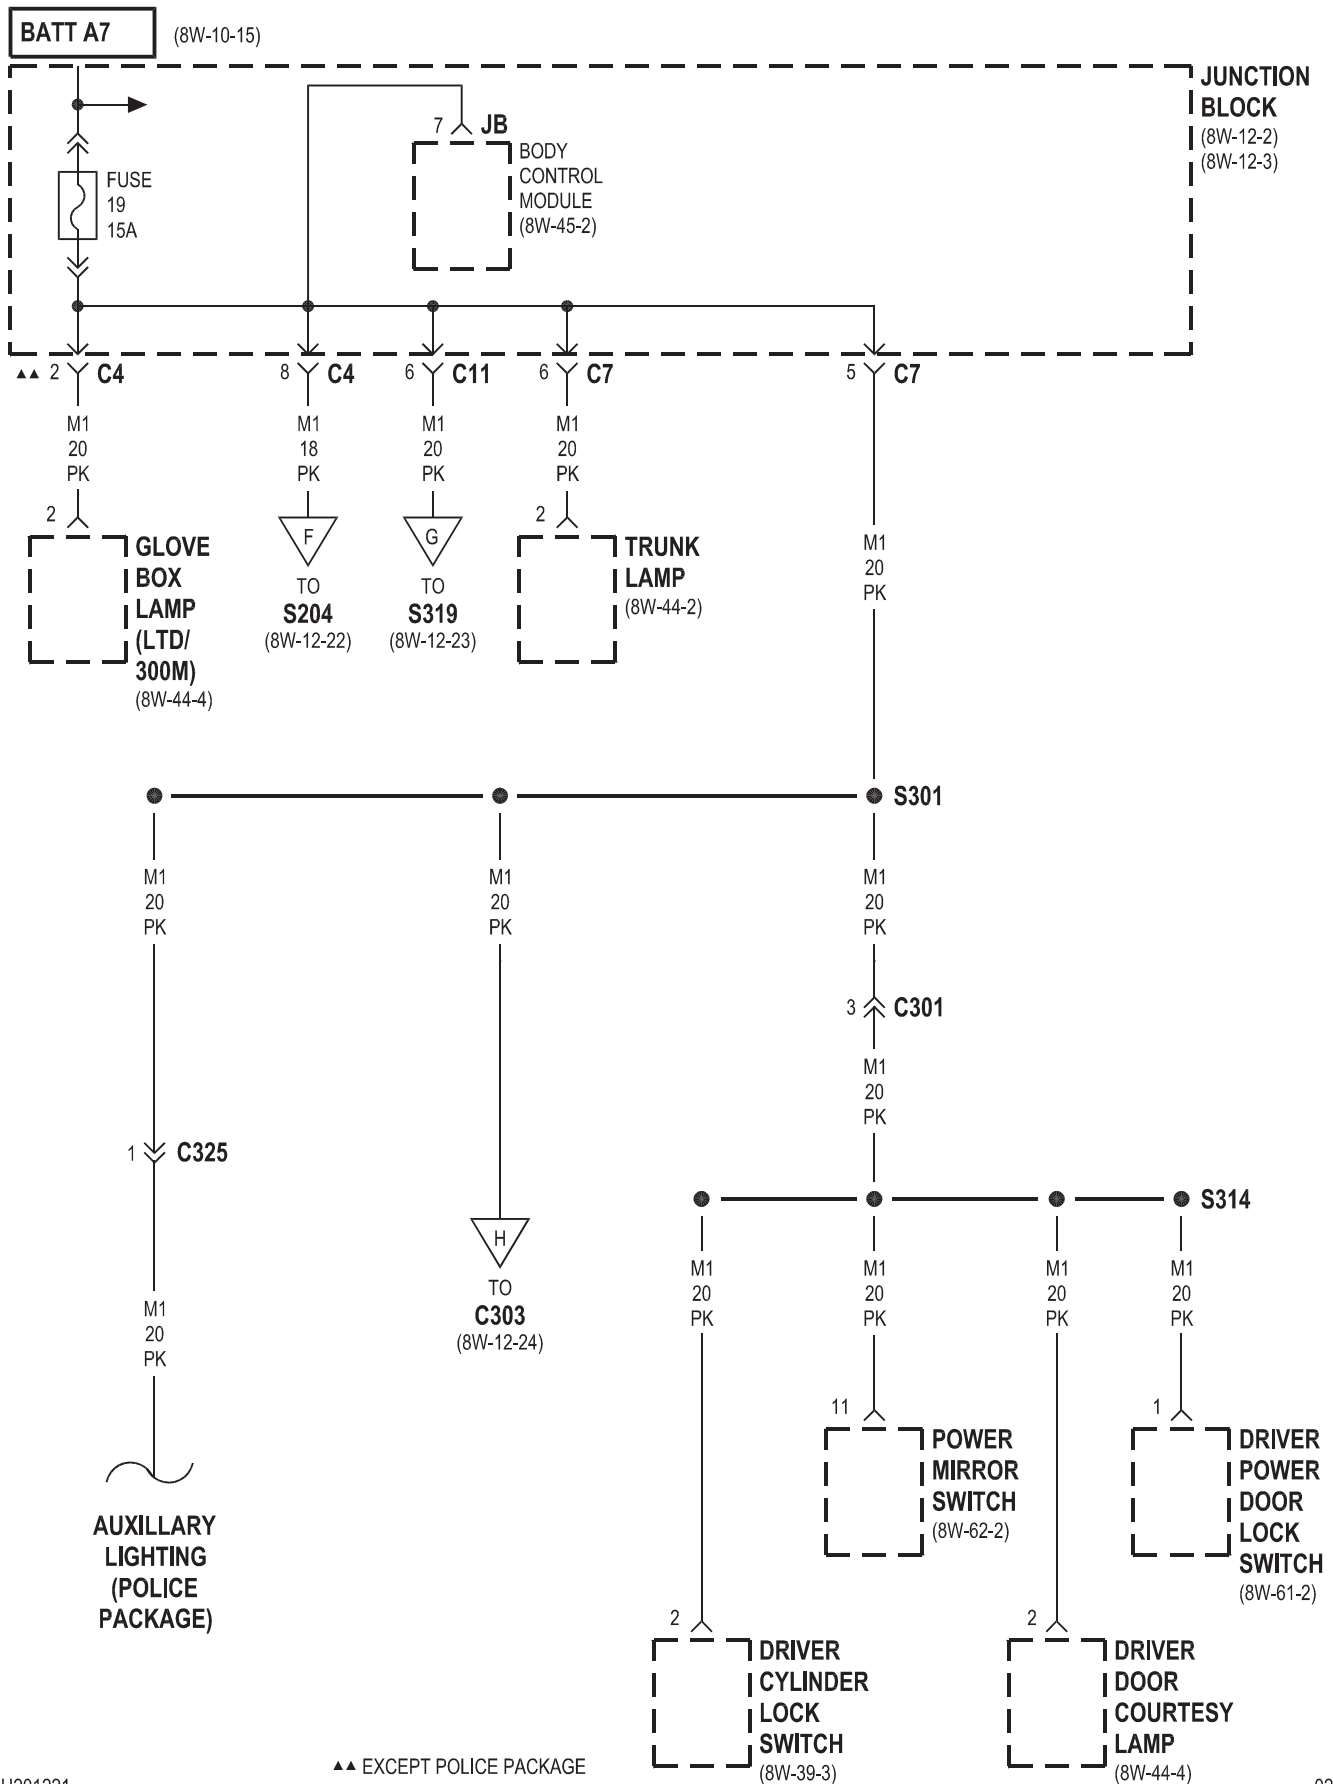 BATT A7
(8W-10-15)
JUNCTION
BLOCK
(8W-12-2)
(8W-12-3)
7
JB
BODY
CONTROL
MODULE
(8W-45-2)
FUSE
19
15A
▲▲ 2 C4
8 C4
6 C11
6 C7
5 C7
M1
20
PK
M1
18
PK
M1
20
PK
M1
20
PK
M1
20
PK
2
GLOVE
BOX
LAMP
(LTD/
300M)
(8W-44-4)
F
TO
S204
(8W-12-22)
G
TO
S319
(8W-12-23)
2
TRUNK
LAMP
(8W-44-2)
S301
M1
20
PK
M1
20
PK
M1
20
PK
3 C301
M1
20
PK
1 C325
S314
M1
20
PK
H
TO
C303
(8W-12-24)
M1
20
PK
M1
20
PK
M1
20
PK
M1
20
PK
AUXILLARY
LIGHTING
(POLICE
PACKAGE)
11
POWER
MIRROR
SWITCH
(8W-62-2)
1
DRIVER
POWER
DOOR
LOCK
SWITCH
(8W-61-2)
2
DRIVER
CYLINDER
LOCK
SWITCH
(8W-39-3)
2
DRIVER
DOOR
COURTESY
LAMP
(8W-44-4)
▲▲ EXCEPT POLICE PACKAGE